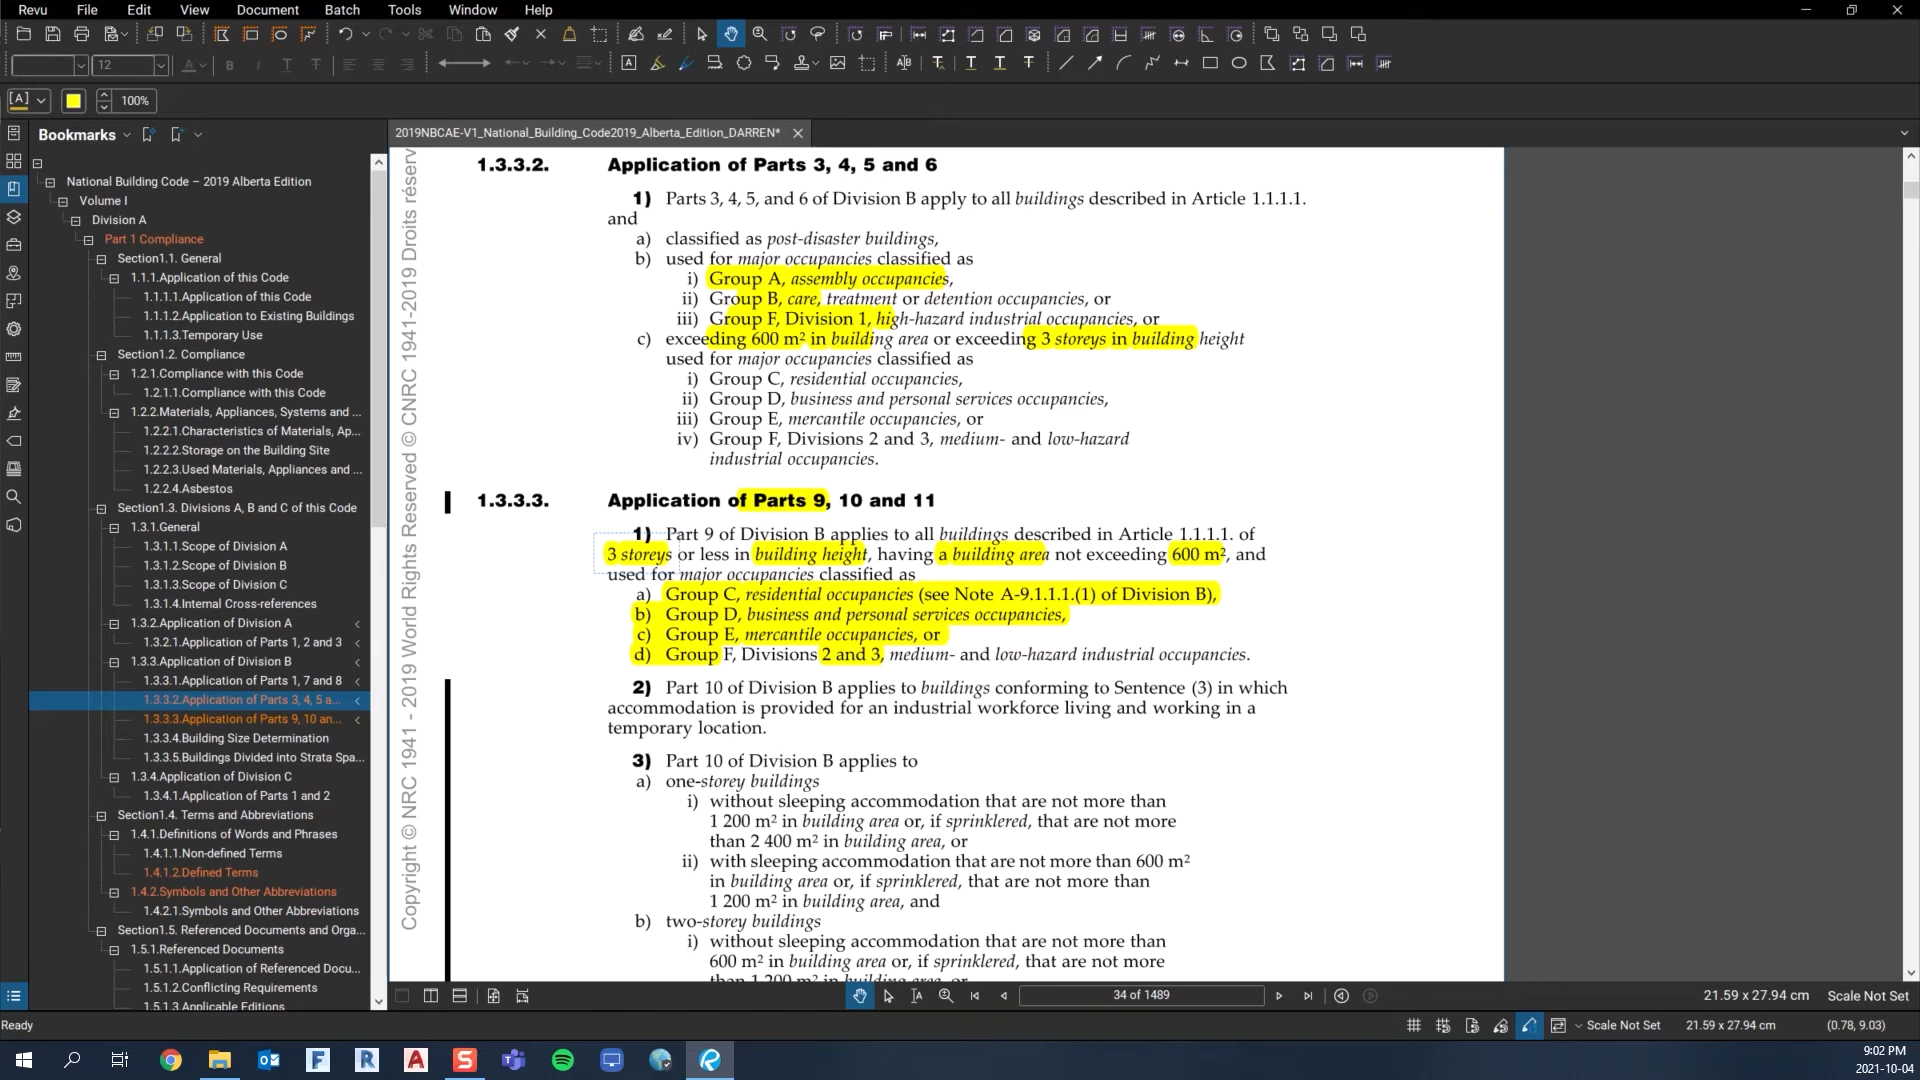 Revu File Edit View Document Batch Tools Window Help
12
100%
Bookmarks
2019NBCAE-V1_National_Building_Code2019_Alberta_Edition_DARREN*
National Building Code – 2019 Alberta Edition
Volume I
Division A
Part 1 Compliance
Section1.1. General
1.1.1.Application of this Code
1.1.1.1.Application of this Code
1.1.1.2.Application to Existing Buildings
1.1.1.3.Temporary Use
Section1.2. Compliance
1.2.1.Compliance with this Code
1.2.1.1.Compliance with this Code
1.2.2.Materials, Appliances, Systems and ...
1.2.2.1.Characteristics of Materials, Ap...
1.2.2.2.Storage on the Building Site
1.2.2.3.Used Materials, Appliances and ...
1.2.2.4.Asbestos
Section1.3. Divisions A, B and C of this Code
1.3.1.General
1.3.1.1.Scope of Division A
1.3.1.2.Scope of Division B
1.3.1.3.Scope of Division C
1.3.1.4.Internal Cross-references
1.3.2.Application of Division A
1.3.2.1.Application of Parts 1, 2 and 3
1.3.3.Application of Division B
1.3.3.1.Application of Parts 1, 7 and 8
1.3.3.2.Application of Parts 3, 4, 5 a...
1.3.3.3.Application of Parts 9, 10 an...
1.3.3.4.Building Size Determination
1.3.3.5.Buildings Divided into Strata Spa...
1.3.4.Application of Division C
1.3.4.1.Application of Parts 1 and 2
Section1.4. Terms and Abbreviations
1.4.1.Definitions of Words and Phrases
1.4.1.1.Non-defined Terms
1.4.1.2.Defined Terms
1.4.2.Symbols and Other Abbreviations
1.4.2.1.Symbols and Other Abbreviations
Section1.5. Referenced Documents and Orga...
1.5.1.Referenced Documents
1.5.1.1.Application of Referenced Docu...
1.5.1.2.Conflicting Requirements
1.5.1.3.Applicable Editions
Copyright © NRC 1941 - 2019 World Rights Reserved © CNRC 1941-2019 Droits réserv
1.3.3.2. Application of Parts 3, 4, 5 and 6
1) Parts 3, 4, 5, and 6 of Division B apply to all buildings described in Article 1.1.1.1.
and
a) classified as post-disaster buildings,
b) used for major occupancies classified as
i) Group A, assembly occupancies,
ii) Group B, care, treatment or detention occupancies, or
iii) Group F, Division 1, high-hazard industrial occupancies, or
c) exceeding 600 m² in building area or exceeding 3 storeys in building height
used for major occupancies classified as
i) Group C, residential occupancies,
ii) Group D, business and personal services occupancies,
iii) Group E, mercantile occupancies, or
iv) Group F, Divisions 2 and 3, medium- and low-hazard
industrial occupancies.
1.3.3.3. Application of Parts 9, 10 and 11
1) Part 9 of Division B applies to all buildings described in Article 1.1.1.1. of
3 storeys or less in building height, having a building area not exceeding 600 m², and
used for major occupancies classified as
a) Group C, residential occupancies (see Note A-9.1.1.1.(1) of Division B),
b) Group D, business and personal services occupancies,
c) Group E, mercantile occupancies, or
d) Group F, Divisions 2 and 3, medium- and low-hazard industrial occupancies.
2) Part 10 of Division B applies to buildings conforming to Sentence (3) in which
accommodation is provided for an industrial workforce living and working in a
temporary location.
3) Part 10 of Division B applies to
a) one-storey buildings
i) without sleeping accommodation that are not more than
1 200 m² in building area or, if sprinklered, that are not more
than 2 400 m² in building area, or
ii) with sleeping accommodation that are not more than 600 m²
in building area or, if sprinklered, that are not more than
1 200 m² in building area, and
b) two-storey buildings
i) without sleeping accommodation that are not more than
600 m² in building area or, if sprinklered, that are not more
than 1 200 m² in building area, or
34 of 1489
21.59 x 27.94 cm Scale Not Set
Ready
Scale Not Set 21.59 x 27.94 cm (0.78, 9.03)
9:02 PM
2021-10-04